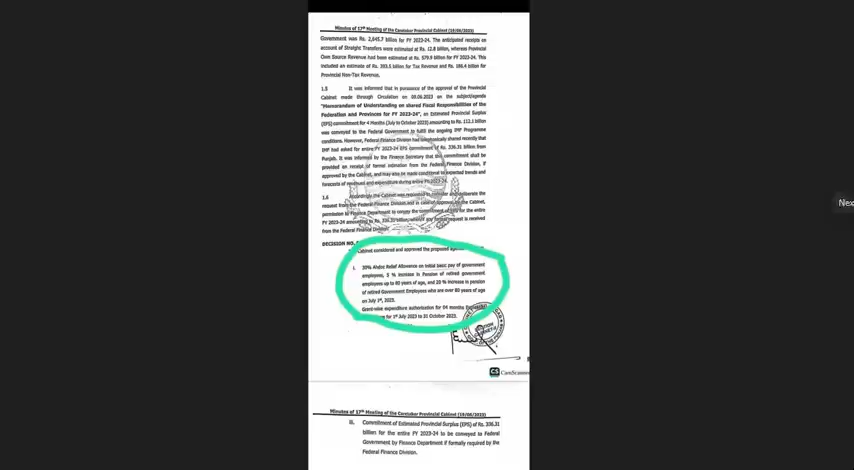 Minutes of 17th Meeting of the Caretaker Provincial Cabinet (19/06/2023)
Government was Rs. 2,645.7 billion for FY 2023-24. The anticipated receipts on
account of Straight Transfers were estimated at Rs. 12.8 billion, whereas Provincial
Own Source Revenue had been estimated at Rs. 579.9 billion for FY 2023-24. This
included an estimate of Rs. 393.5 billion for Tax Revenue and Rs. 186.4 billion for
Provincial Non-Tax Revenue.
1.5 It was informed that in pursuance of the approval of the Provincial
Cabinet made through Circulation on 09.06.2023 on the subject/agenda
"Memorandum of Understanding on shared Fiscal Responsibilities of the
Federation and Provinces for FY 2023-24", an Estimated Provincial Surplus
(EPS) commitment for 4 Months (July to October 2023) amounting to Rs. 112.1 billion
was conveyed to the Federal Government to fulfil the ongoing IMF Programme
conditions. However, Federal Finance Division has telephonically shared recently that
IMF had asked for entire FY 2023-24 EPS commitment of Rs. 336.31 billion from
Punjab. It was informed by the Finance Secretary that this commitment shall be
provided on receipt of formal intimation from the Federal Finance Division, if
approved by the Cabinet, and may also be made conditional to expected trends and
forecasts of revenue and expenditure during entire FY 2023-24.
1.6 Accordingly the Cabinet was requested to consider and deliberate the
request from the Federal Finance Division and in case of approval by the Cabinet,
permission to Finance Department to convey the commitment of EPS for the entire
FY 2023-24 amounting to Rs. 336.31 billion, when any formal request is received
from the Federal Finance Division.
DECISION NO.
Cabinet considered and approved the proposed
i. 30% Adhoc Relief Allowance on initial basic pay of government
employees, 5 % increase in Pension of retired government
employees up to 80 years of age, and 20 % increase in pension
of retired Government Employees who are over 80 years of age
on July 1st, 2023.
Grant-wise expenditure authorization for 04 months
for 1st July 2023 to 31 October 2023.
CS CamScanner
Minutes of 17th Meeting of the Caretaker Provincial Cabinet (19/06/2023)
iii. Commitment of Estimated Provincial Surplus (EPS) of Rs. 336.31
billion for the entire FY 2023-24 to be conveyed to Federal
Government by Finance Department if formally required by the
Federal Finance Division.
Nex